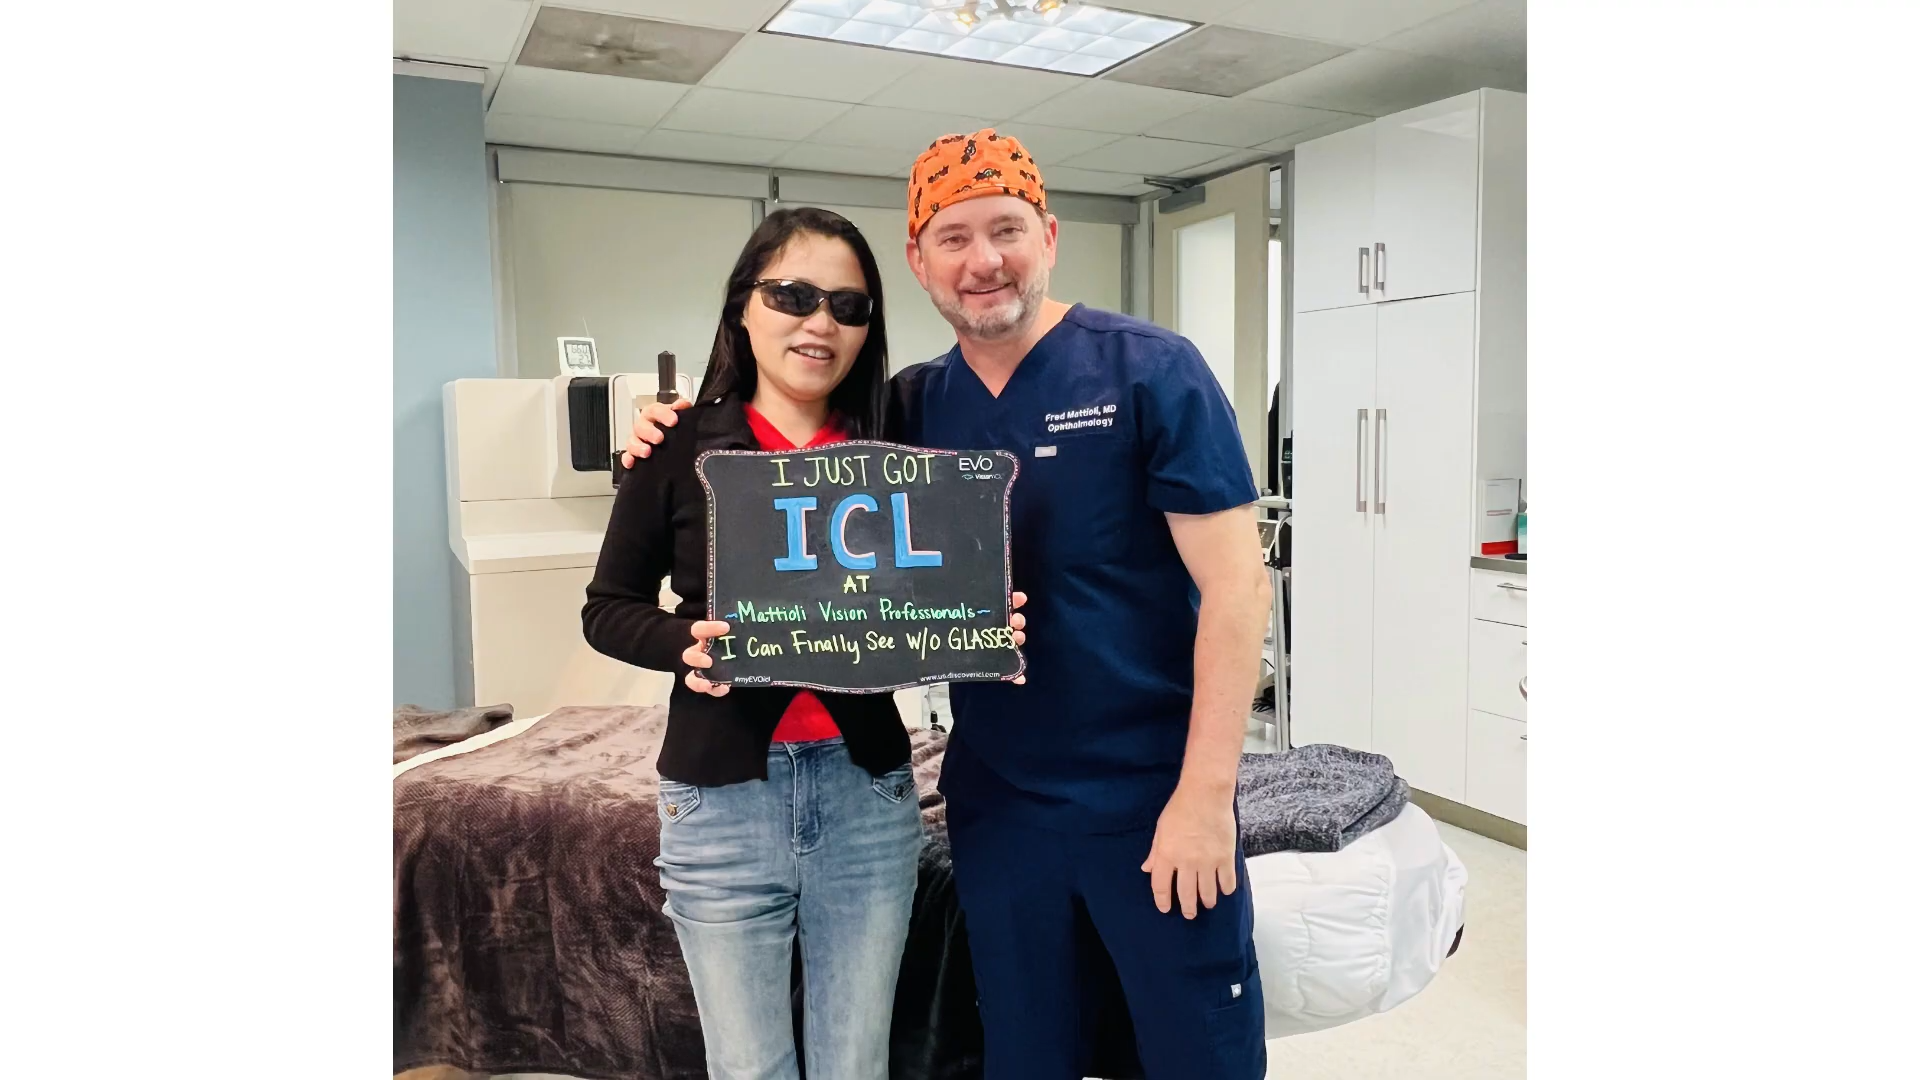 Fred Mattioli, MD
Ophthalmology
I JUST GOT
EVO
ICL
AT
~Mattioli Vision Professionals~
I Can Finally See W/O GLASSES
#myEVOicl
www.us.discovericl.com